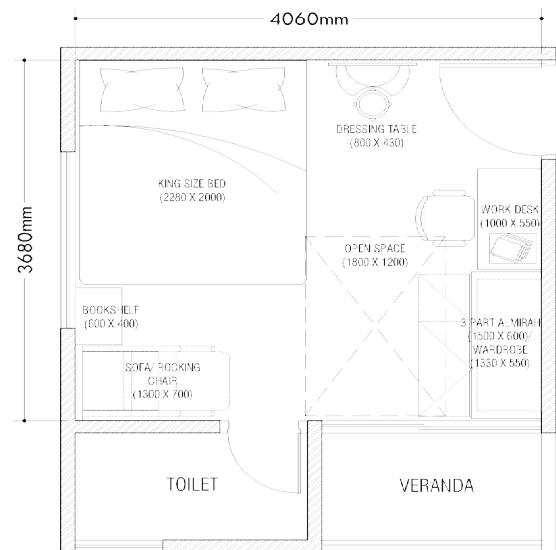 4060mm
3680mm
DRESSING TABLE
(800 X 430)
KING SIZE BED
(2280 X 2000)
WORK DESK
(1000 X 550)
OPEN SPACE
(1800 X 1200)
BOOKSHELF
(600 X 400)
3 PART ALMIRAH
(1500 X 600)/
WARDROBE
(1330 X 550)
SOFA/ ROCKING
CHAIR
(1300 X 700)
TOILET
VERANDA